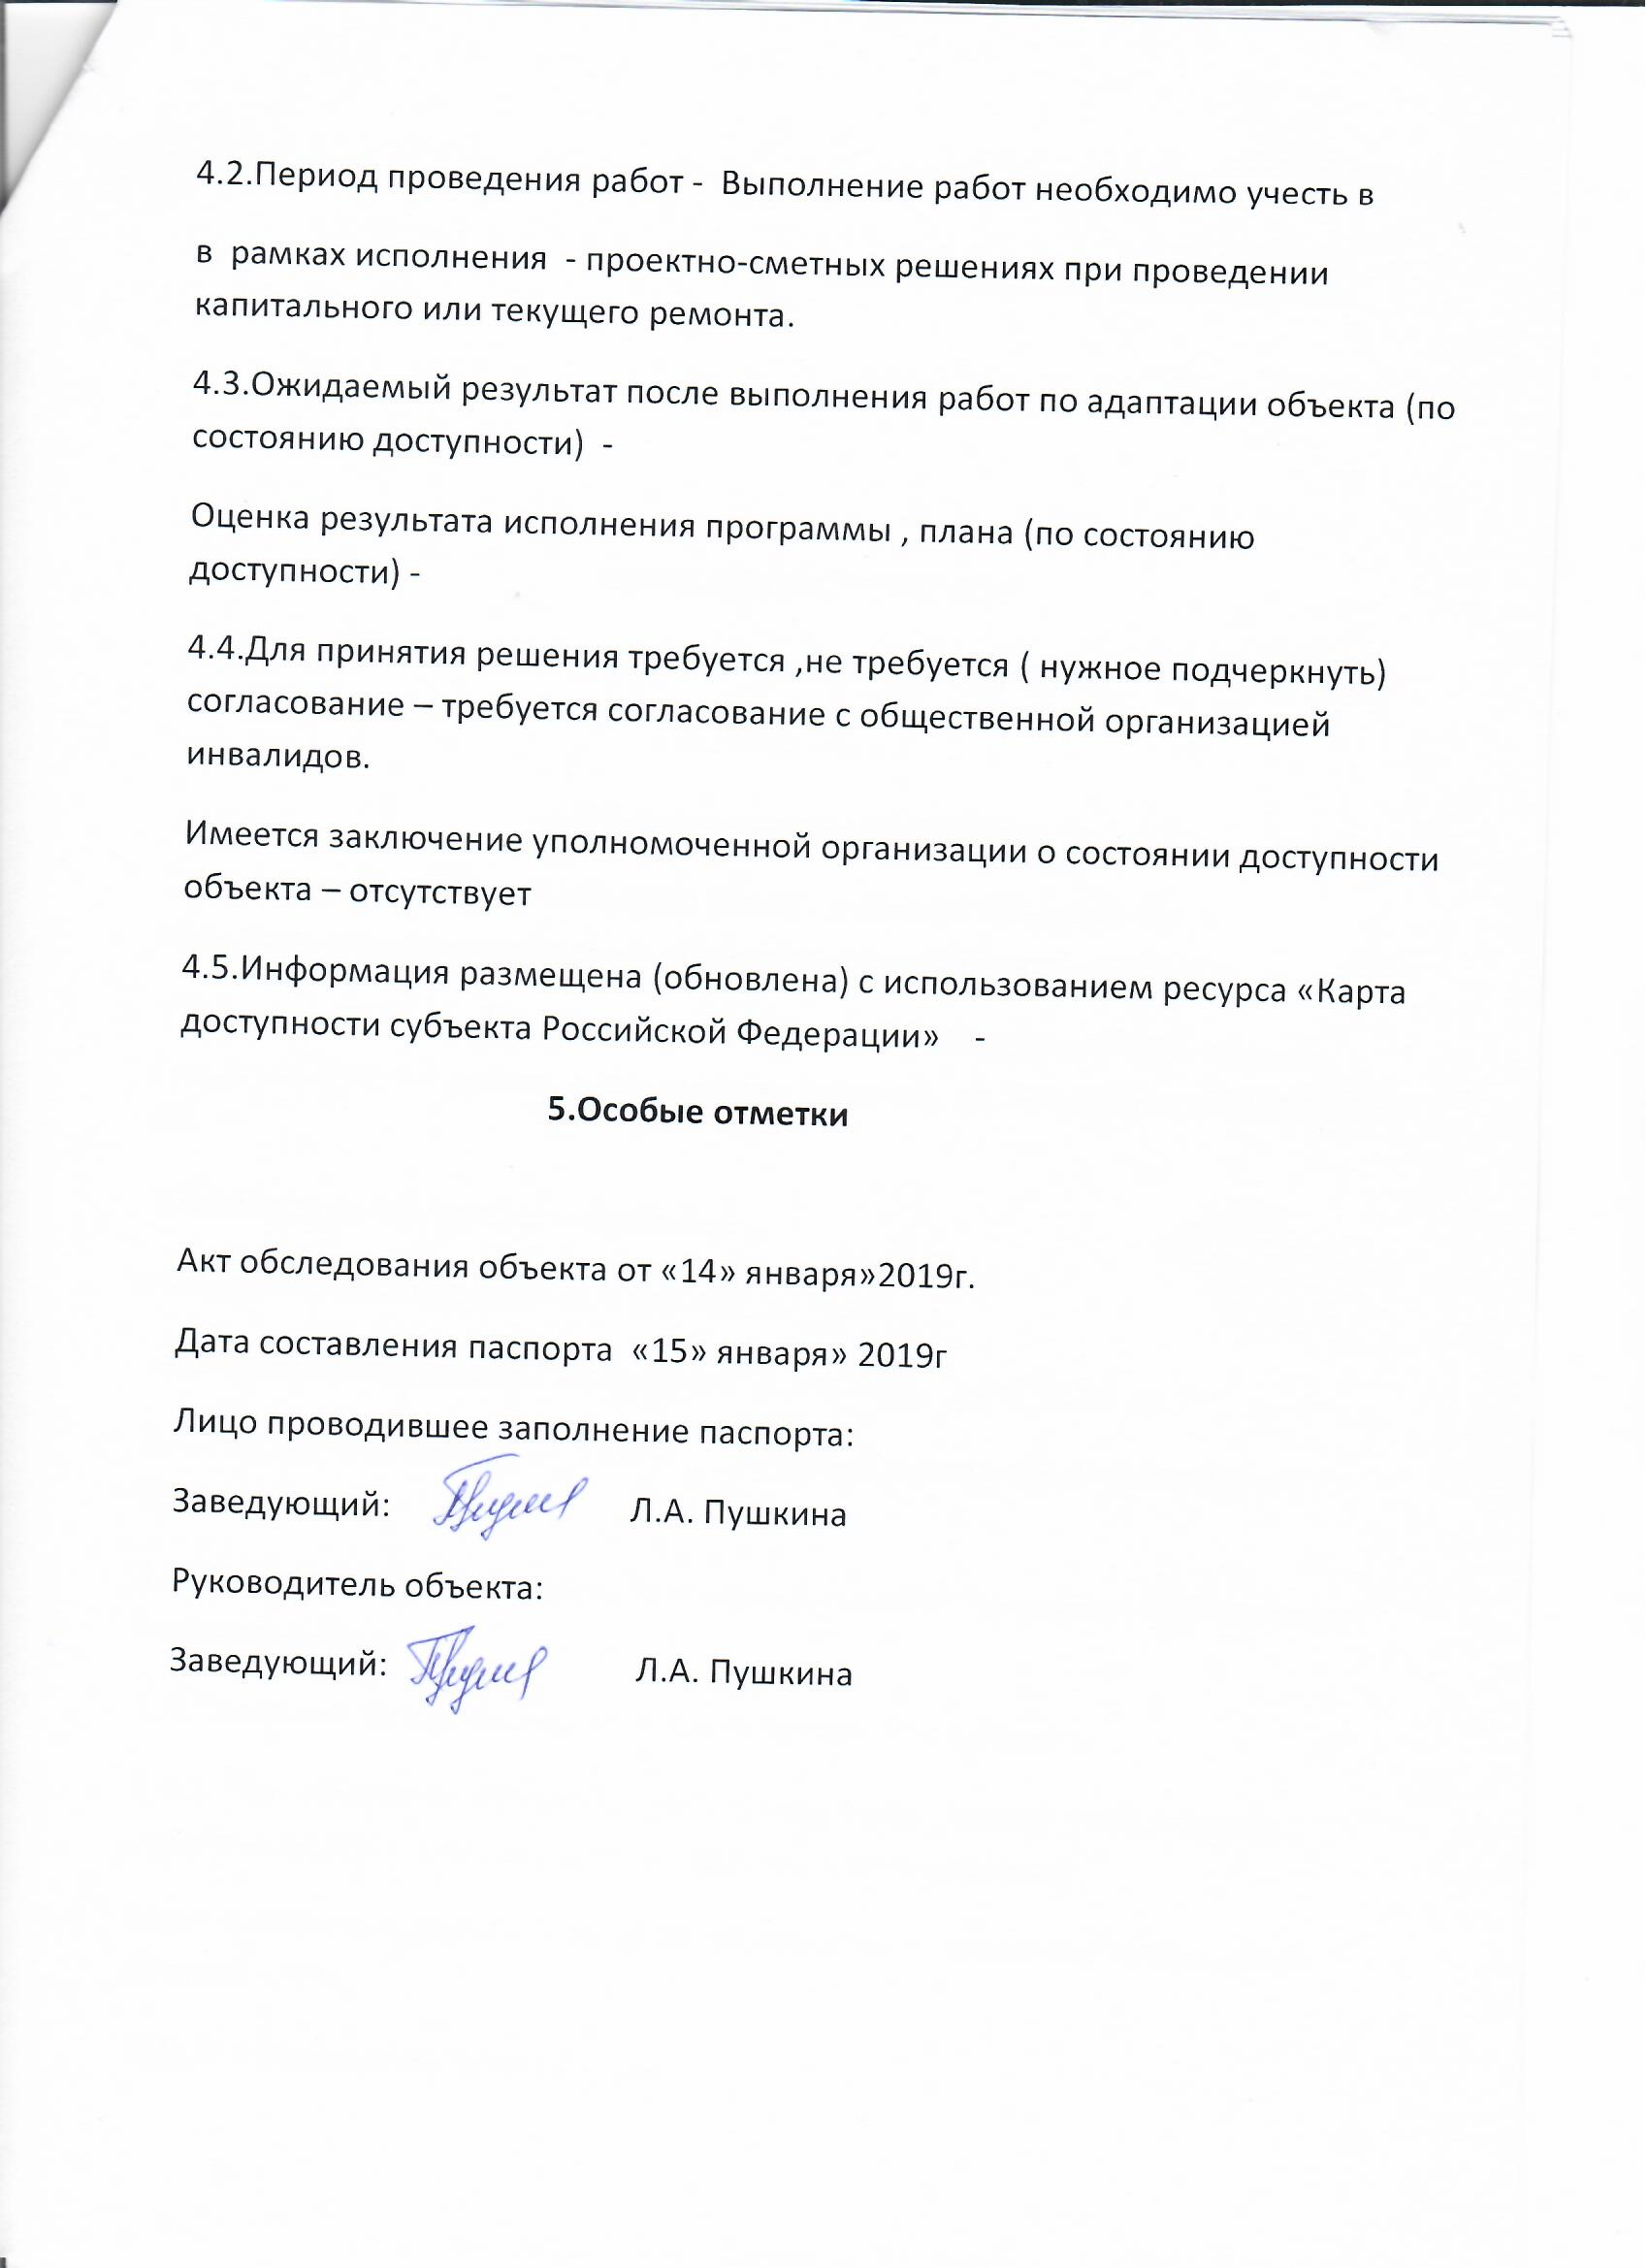 4.2.Период проведения работ -  Выполнение работ необходимо учесть в
в  рамках исполнения  - проектно-сметных решениях при проведении
капитального или текущего ремонта.
4.3.Ожидаемый результат после выполнения работ по адаптации объекта (по
состоянию доступности)  -
Оценка результата исполнения программы , плана (по состоянию
доступности) -
4.4.Для принятия решения требуется ,не требуется ( нужное подчеркнуть)
согласование – требуется согласование с общественной организацией
инвалидов.
Имеется заключение уполномоченной организации о состоянии доступности
объекта – отсутствует
4.5.Информация размещена (обновлена) с использованием ресурса «Карта
доступности субъекта Российской Федерации»    -
5.Особые отметки
Акт обследования объекта от «14» января»2019г.
Дата составления паспорта  «15» января» 2019г
Лицо проводившее заполнение паспорта:
Заведующий: Л.А. Пушкина
Руководитель объекта:
Заведующий: Л.А. Пушкина